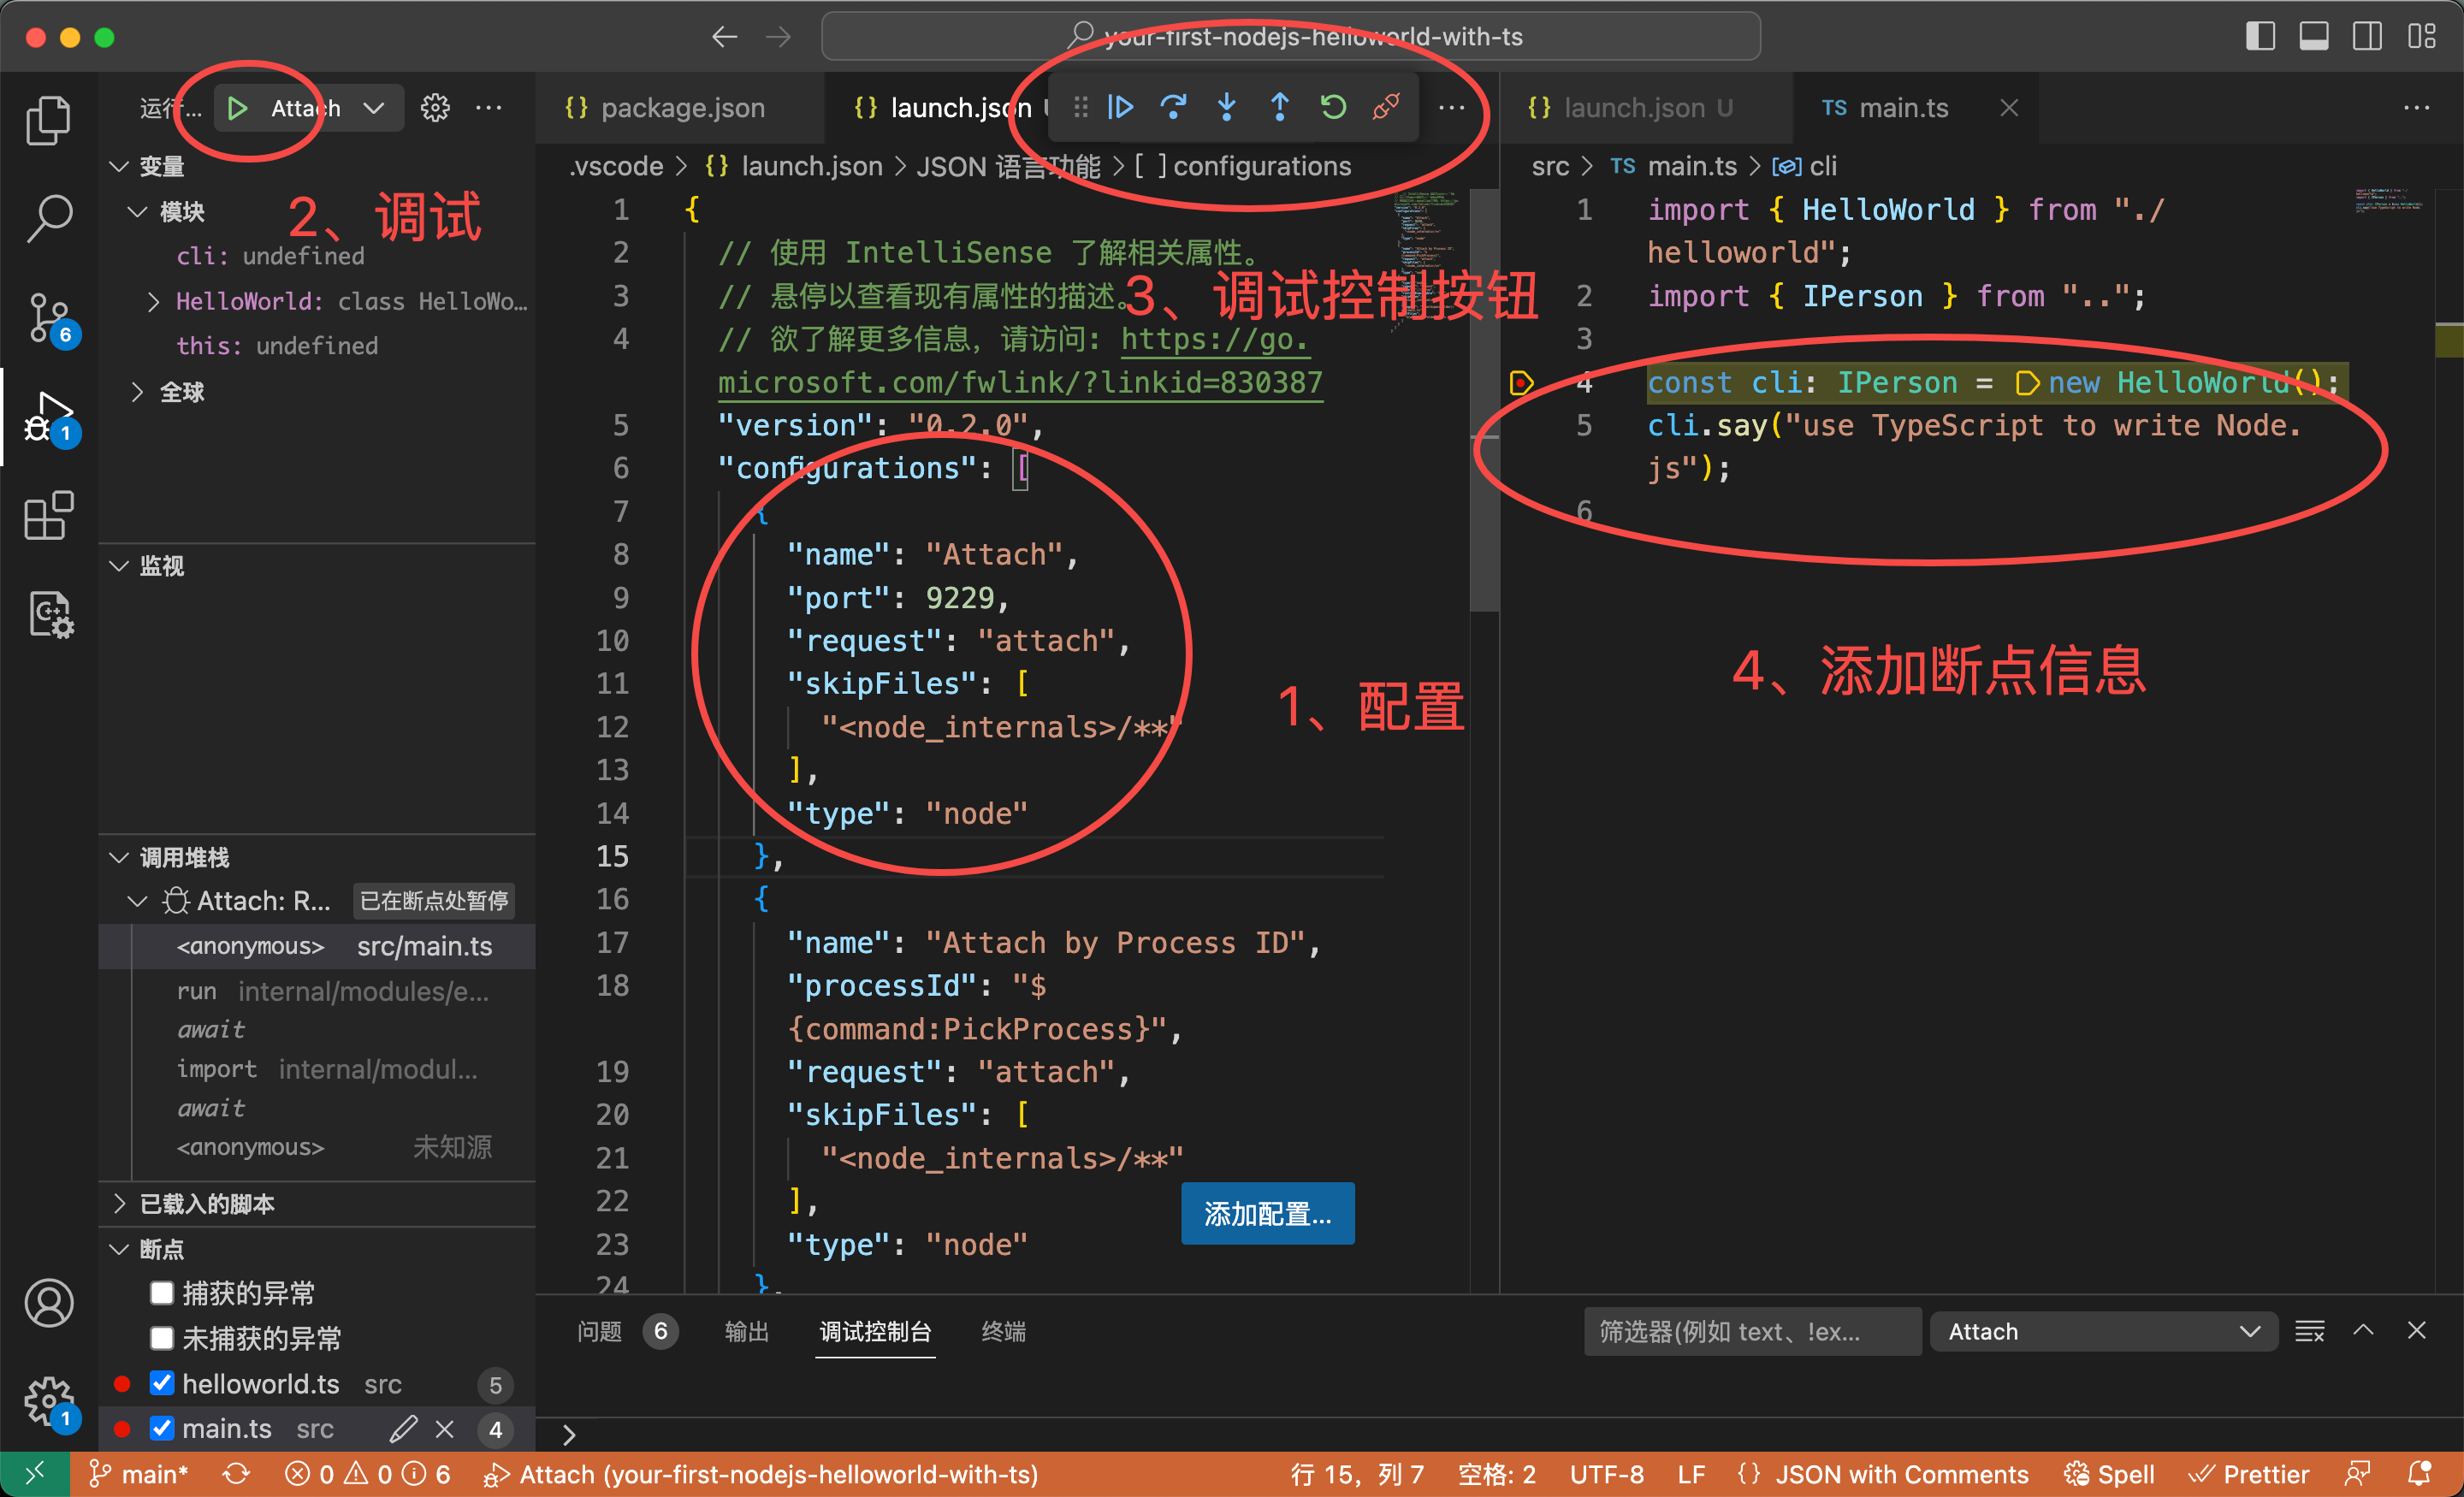 your-first-nodejs-helloworld-with-ts
运行... Attach
变量
模块
cli: undefined
HelloWorld: class HelloWo...
this: undefined
全球
2、调试
监视
调用堆栈
Attach: R... 已在断点处暂停
<anonymous> src/main.ts
run internal/modules/e...
await
import internal/modul...
await
<anonymous> 未知源
已载入的脚本
断点
捕获的异常
未捕获的异常
helloworld.ts src 5
main.ts src 4
6
1
1
{} package.json {} launch.json
.vscode > {} launch.json > JSON 语言功能 > [ ] configurations
1 {
2 // 使用 IntelliSense 了解相关属性。
3 // 悬停以查看现有属性的描述。
4 // 欲了解更多信息，请访问: https://go.
microsoft.com/fwlink/?linkid=830387
5 "version": "0.2.0",
6 "configurations": [
7 {
8 "name": "Attach",
9 "port": 9229,
10 "request": "attach",
11 "skipFiles": [
12 "<node_internals>/**"
13 ],
14 "type": "node"
15 },
16 {
17 "name": "Attach by Process ID",
18 "processId": "$
{command:PickProcess}",
19 "request": "attach",
20 "skipFiles": [
21 "<node_internals>/**"
22 ],
23 "type": "node"
24 },
3、调试控制按钮
1、配置
添加配置...
{} launch.json U TS main.ts
src > TS main.ts > cli
1 import { HelloWorld } from "./
helloworld";
2 import { IPerson } from "..";
3
4 const cli: IPerson = new HelloWorld();
5 cli.say("use TypeScript to write Node.
js");
6
4、添加断点信息
问题 6 输出 调试控制台 终端 筛选器(例如 text、!ex... Attach
main* 0 0 6 Attach (your-first-nodejs-helloworld-with-ts) 行 15，列 7 空格: 2 UTF-8 LF {} JSON with Comments Spell Prettier